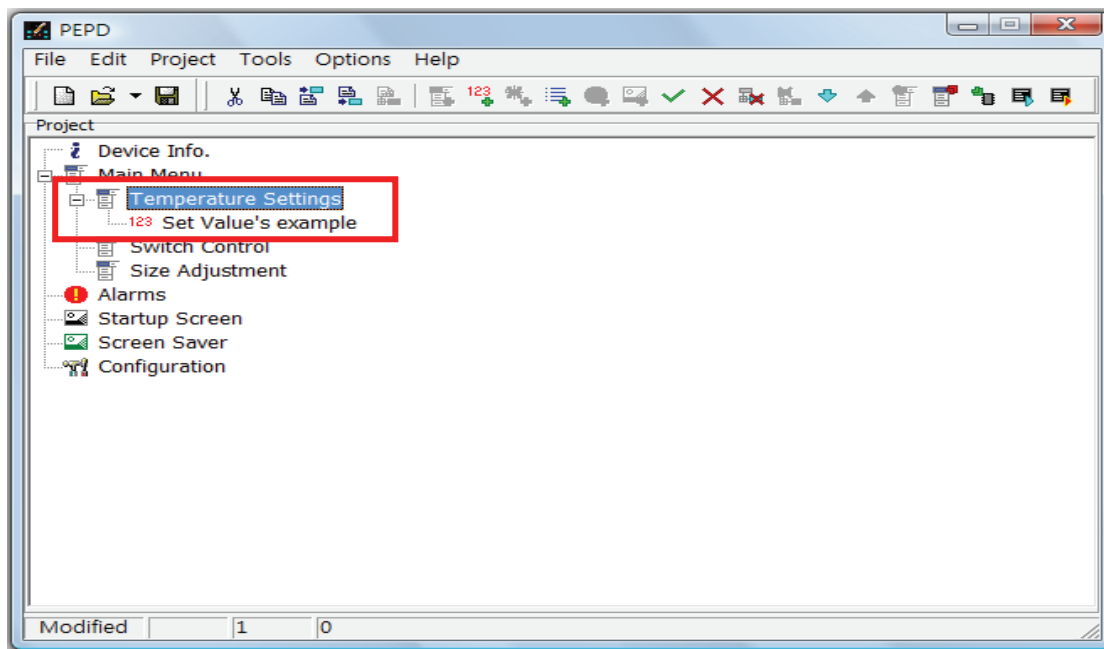 PEPD
File Edit Project Tools Options Help
123
Project
Device Info.
Main Menu
Temperature Settings
123 Set Value's example
Switch Control
Size Adjustment
Alarms
Startup Screen
Screen Saver
Configuration
Modified 1 0